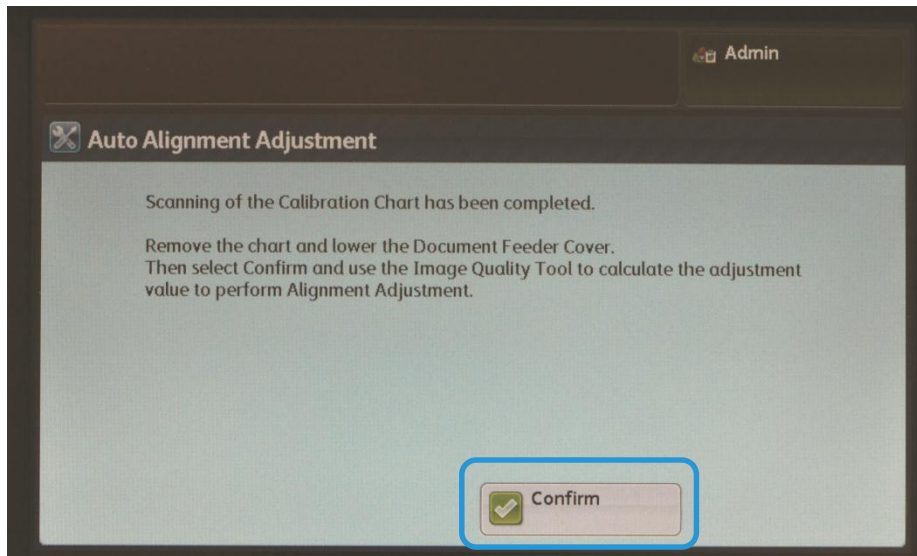 Admin
Auto Alignment Adjustment
Scanning of the Calibration Chart has been completed.
Remove the chart and lower the Document Feeder Cover.
Then select Confirm and use the Image Quality Tool to calculate the adjustment
value to perform Alignment Adjustment.
Confirm